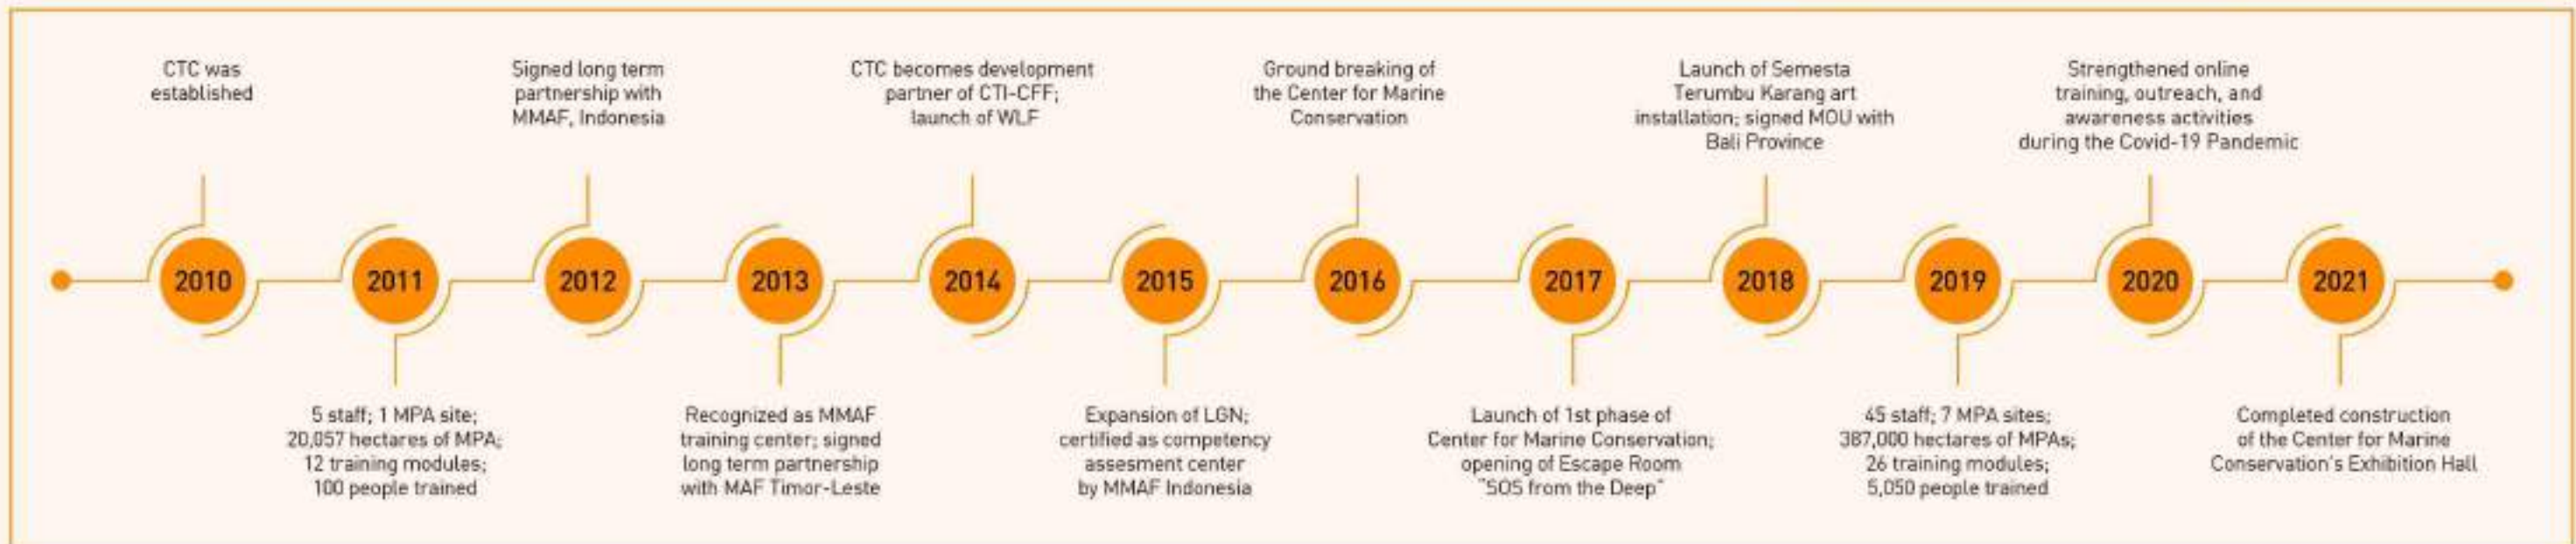 CTC was
established
Signed long term
partnership with
MMAF, Indonesia
CTC becomes development
partner of CTI-CFF;
launch of WLF
Ground breaking of
the Center for Marine
Conservation
Launch of Semesta
Terumbu Karang art
installation; signed MOU with
Bali Province
Strengthened online
training, outreach, and
awareness activities
during the Covid-19 Pandemic
2010
2011
2012
2013
2014
2015
2016
2017
2018
2019
2020
2021
5 staff; 1 MPA site;
20,057 hectares of MPA;
12 training modules;
100 people trained
Recognized as MMAF
training center; signed
long term partnership
with MAF Timor-Leste
Expansion of LGN;
certified as competency
assesment center
by MMAF Indonesia
Launch of 1st phase of
Center for Marine Conservation;
opening of Escape Room
"SOS from the Deep"
45 staff; 7 MPA sites;
387,000 hectares of MPAs;
26 training modules;
5,050 people trained
Completed construction
of the Center for Marine
Conservation's Exhibition Hall